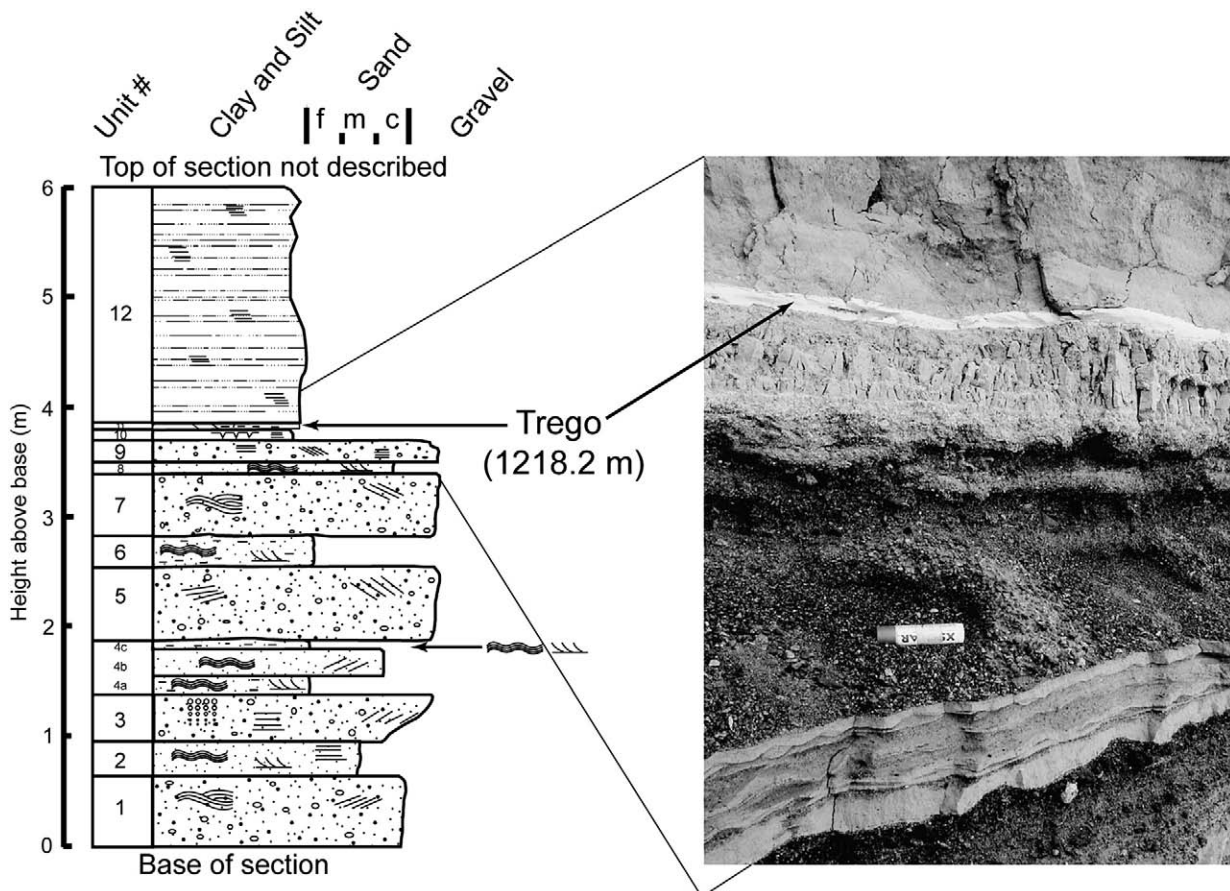 Unit #
Clay and Silt
Sand
Gravel
f m c
Top of section not described
Height above base (m)
6
5
4
3
2
1
0
12
11
10
9
8
7
6
5
4c
4b
4a
3
2
1
Base of section
Trego
(1218.2 m)